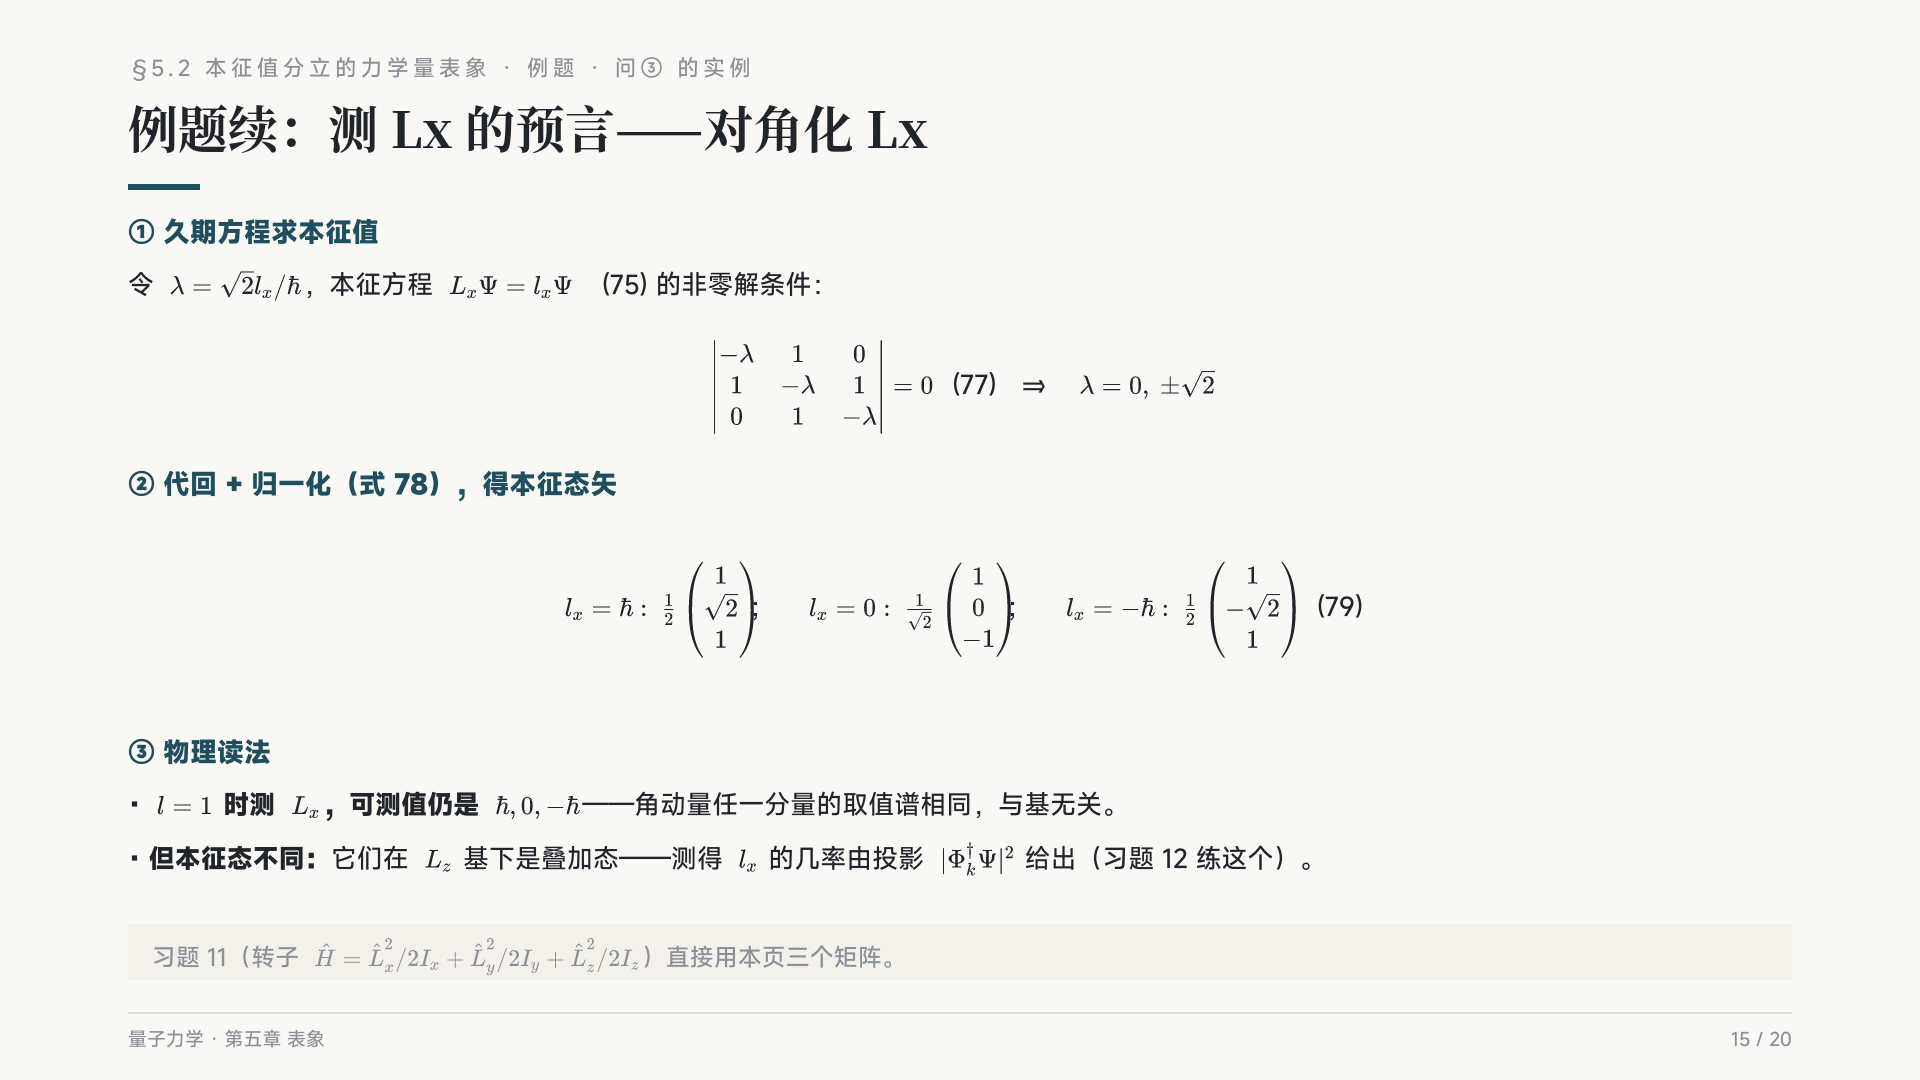 §5.2 本征值分立的力学量表象 · 例题 · 问③ 的实例
例题续：测 Lx 的预言——对角化 Lx
① 久期方程求本征值
令 λ = √2l_x/ħ，本征方程 L_xΨ = l_xΨ (75) 的非零解条件：
|−λ 1 0|
|1 −λ 1| = 0 (77) ⇒ λ = 0, ±√2
|0 1 −λ|
② 代回 + 归一化（式 78），得本征态矢
l_x = ħ : 1/2 (1, √2, 1); l_x = 0 : 1/√2 (1, 0, −1); l_x = −ħ : 1/2 (1, −√2, 1) (79)
③ 物理读法
· l = 1 时测 L_x，可测值仍是 ħ, 0, −ħ——角动量任一分量的取值谱相同，与基无关。
· 但本征态不同：它们在 L_z 基下是叠加态——测得 l_x 的几率由投影 |Φ_k^†Ψ|² 给出（习题 12 练这个）。
习题 11（转子 Ĥ = L̂_x²/2I_x + L̂_y²/2I_y + L̂_z²/2I_z）直接用本页三个矩阵。
量子力学 · 第五章 表象
15 / 20